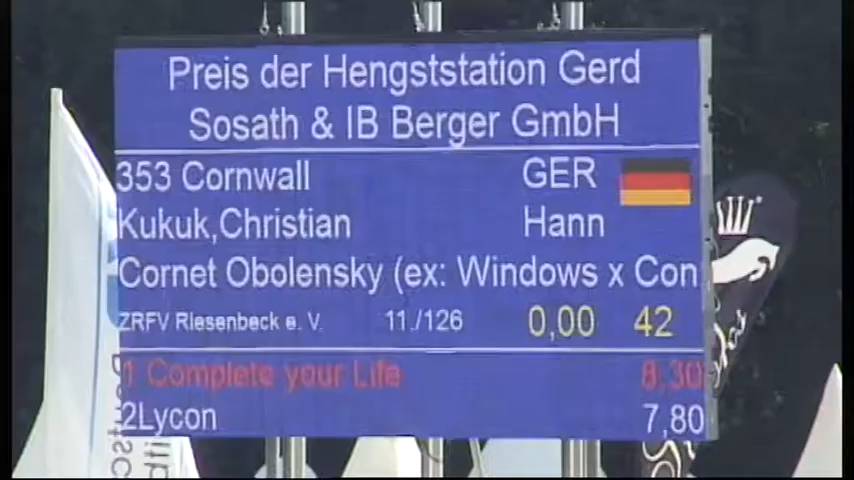 Preis der Hengststation Gerd
Sosath & IB Berger GmbH
353 Cornwall GER
Kukuk,Christian Hann
Cornet Obolensky (ex: Windows x Con
ZRFV Riesenbeck e. V. 11./126 0,00 42
1 Complete your Life 8,30
2Lycon 7,80